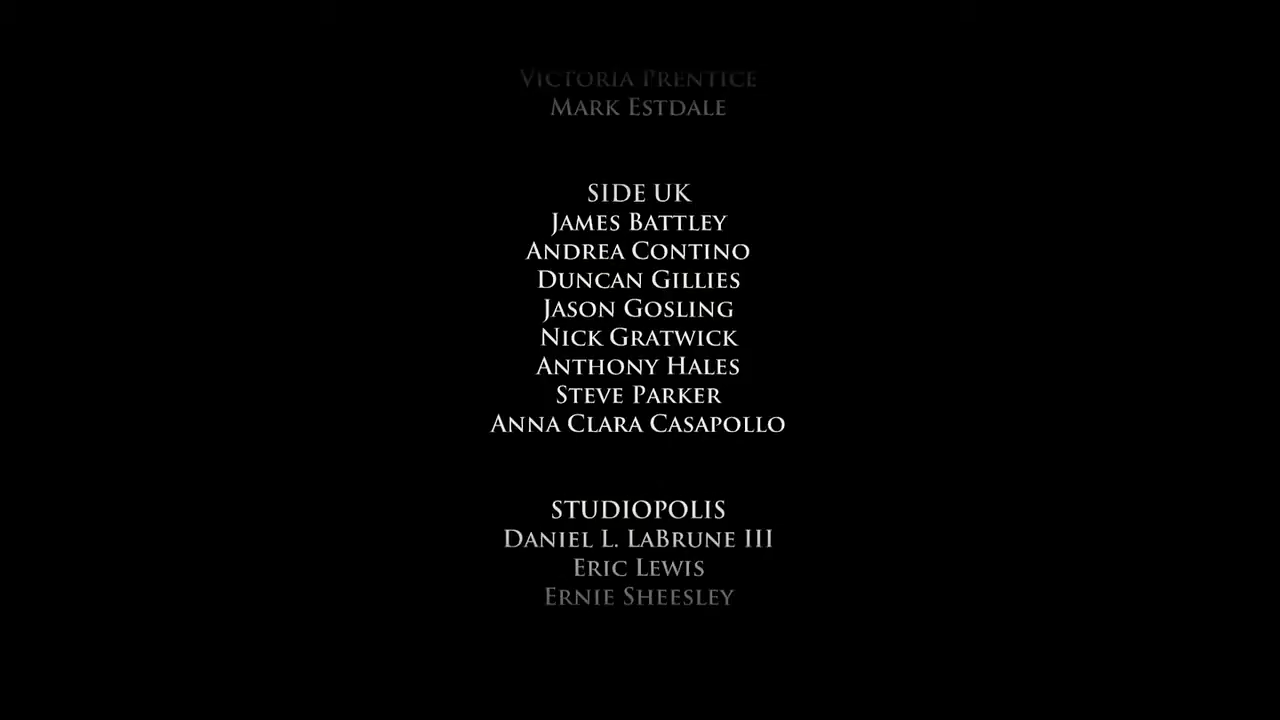 Victoria Prentice
Mark Estdale
SIDE UK
James Battley
Andrea Contino
Duncan Gillies
Jason Gosling
Nick Gratwick
Anthony Hales
Steve Parker
Anna Clara Casapollo
STUDIOPOLIS
Daniel L. LaBrune III
Eric Lewis
Ernie Sheesley